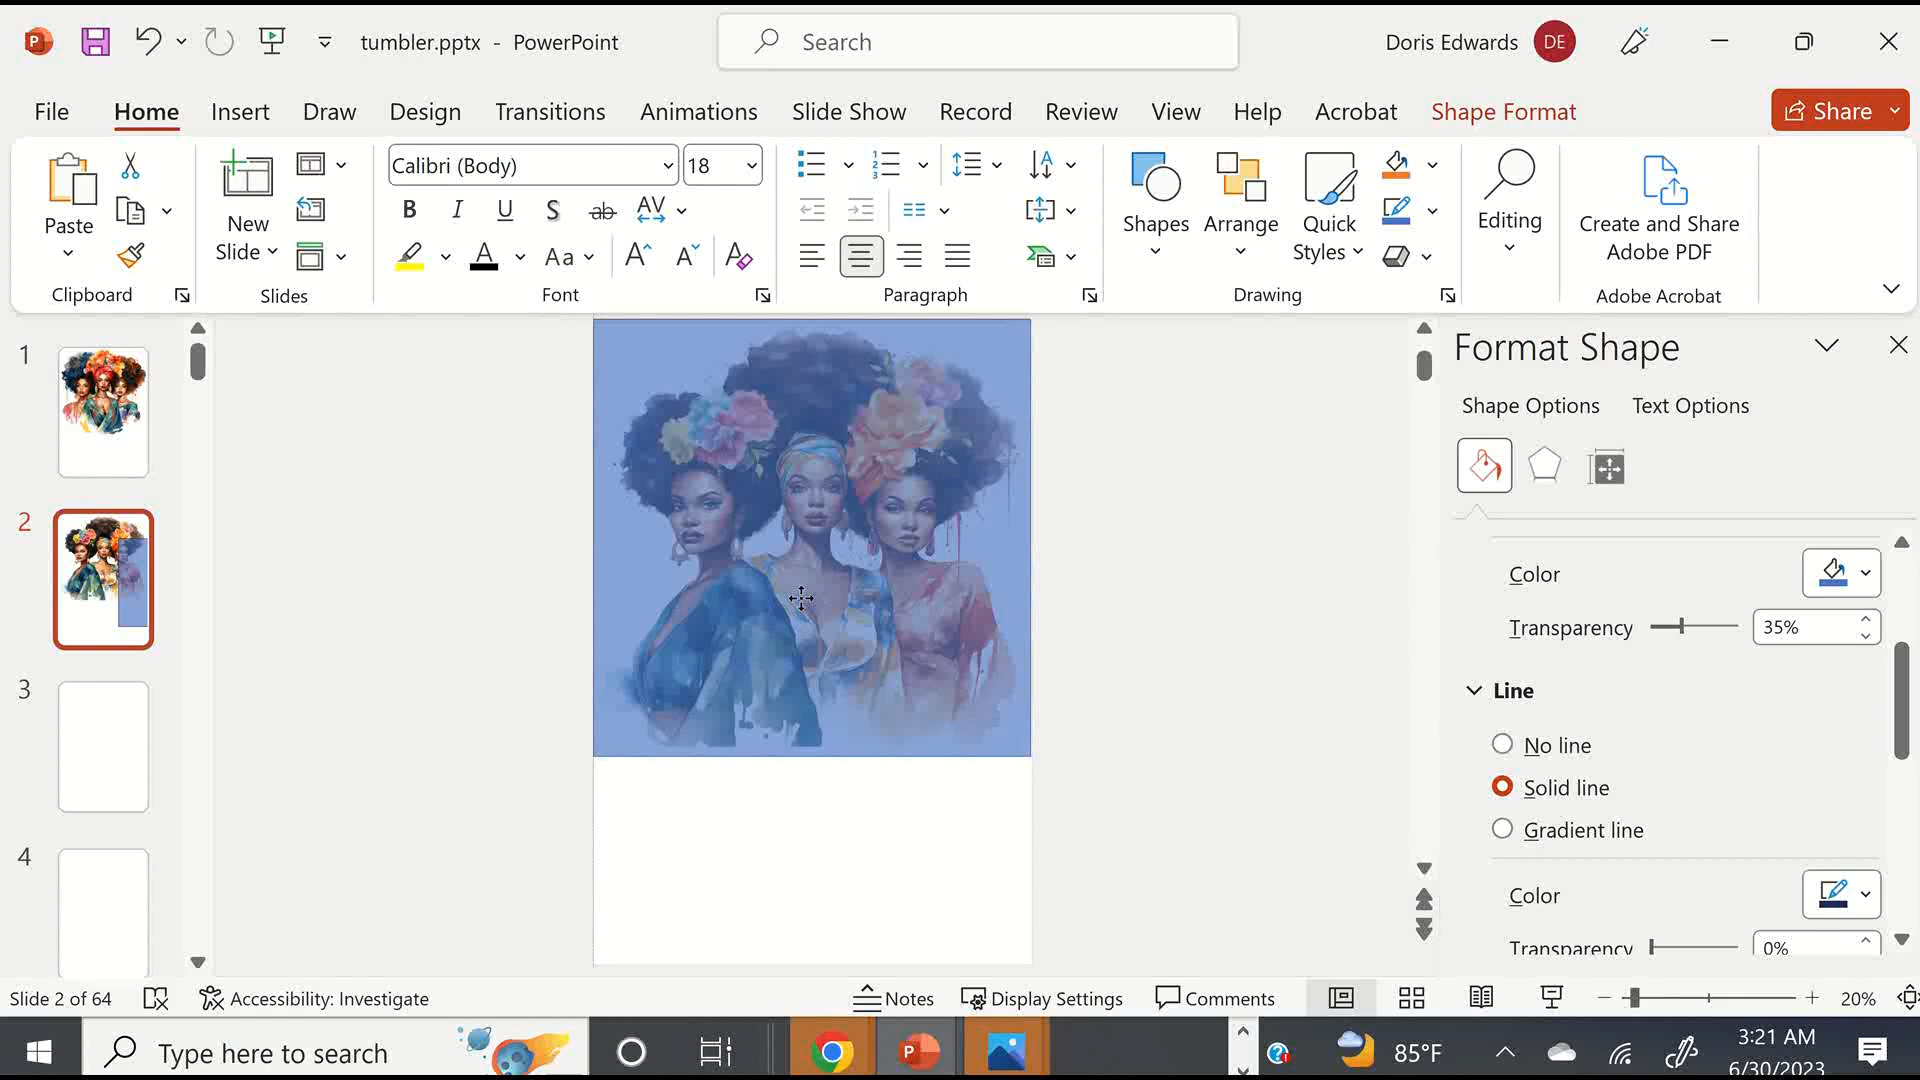 tumbler.pptx - PowerPoint
Search
Doris Edwards
DE
File Home Insert Draw Design Transitions Animations Slide Show Record Review View Help Acrobat Shape Format Share
Paste
New
Slide
Calibri (Body) 18
Shapes Arrange Quick
Styles
Editing
Create and Share
Adobe PDF
Clipboard Slides Font Paragraph Drawing Adobe Acrobat
1
2
3
4
Format Shape
Shape Options Text Options
Color
Transparency 35%
Line
No line
Solid line
Gradient line
Color
Transparency 0%
Slide 2 of 64 Accessibility: Investigate Notes Display Settings Comments 20%
Type here to search
85°F
3:21 AM
6/30/2023